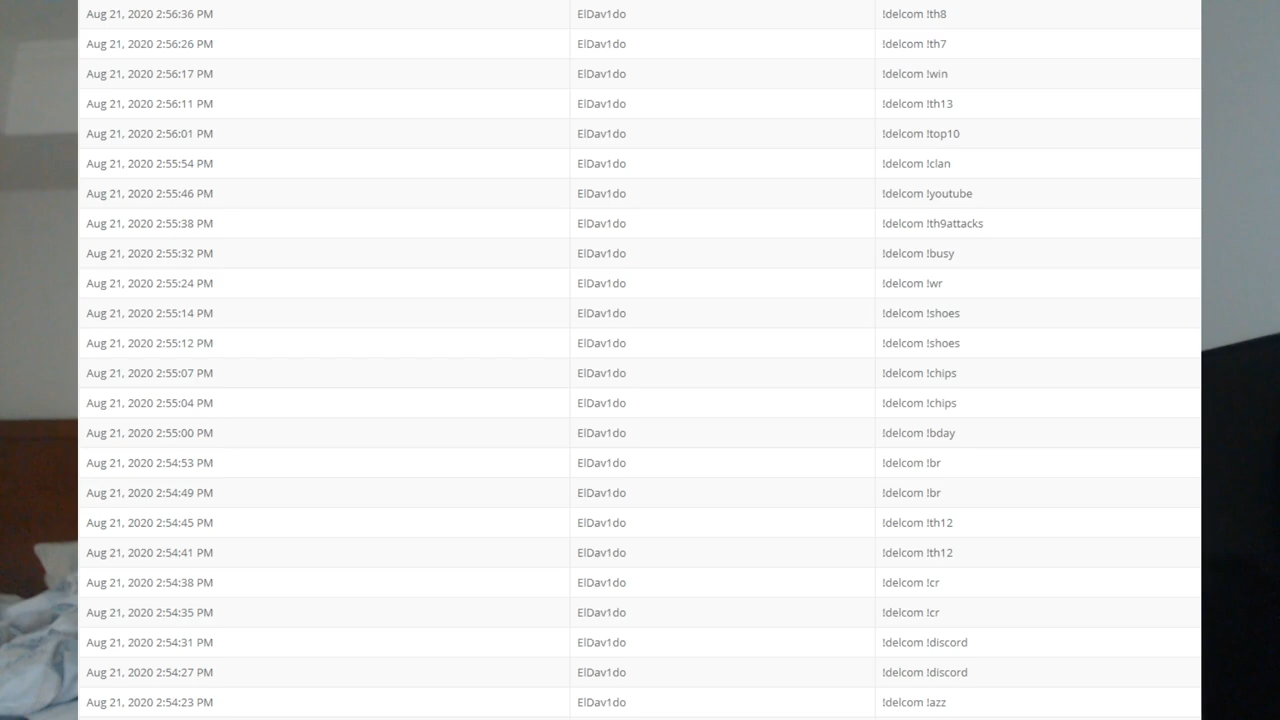 Aug 21, 2020 2:56:36 PM ElDav1do !delcom !th8
Aug 21, 2020 2:56:26 PM ElDav1do !delcom !th7
Aug 21, 2020 2:56:17 PM ElDav1do !delcom !win
Aug 21, 2020 2:56:11 PM ElDav1do !delcom !th13
Aug 21, 2020 2:56:01 PM ElDav1do !delcom !top10
Aug 21, 2020 2:55:54 PM ElDav1do !delcom !clan
Aug 21, 2020 2:55:46 PM ElDav1do !delcom !youtube
Aug 21, 2020 2:55:38 PM ElDav1do !delcom !th9attacks
Aug 21, 2020 2:55:32 PM ElDav1do !delcom !busy
Aug 21, 2020 2:55:24 PM ElDav1do !delcom !wr
Aug 21, 2020 2:55:14 PM ElDav1do !delcom !shoes
Aug 21, 2020 2:55:12 PM ElDav1do !delcom !shoes
Aug 21, 2020 2:55:07 PM ElDav1do !delcom !chips
Aug 21, 2020 2:55:04 PM ElDav1do !delcom !chips
Aug 21, 2020 2:55:00 PM ElDav1do !delcom !bday
Aug 21, 2020 2:54:53 PM ElDav1do !delcom !br
Aug 21, 2020 2:54:49 PM ElDav1do !delcom !br
Aug 21, 2020 2:54:45 PM ElDav1do !delcom !th12
Aug 21, 2020 2:54:41 PM ElDav1do !delcom !th12
Aug 21, 2020 2:54:38 PM ElDav1do !delcom !cr
Aug 21, 2020 2:54:35 PM ElDav1do !delcom !cr
Aug 21, 2020 2:54:31 PM ElDav1do !delcom !discord
Aug 21, 2020 2:54:27 PM ElDav1do !delcom !discord
Aug 21, 2020 2:54:23 PM ElDav1do !delcom !azz